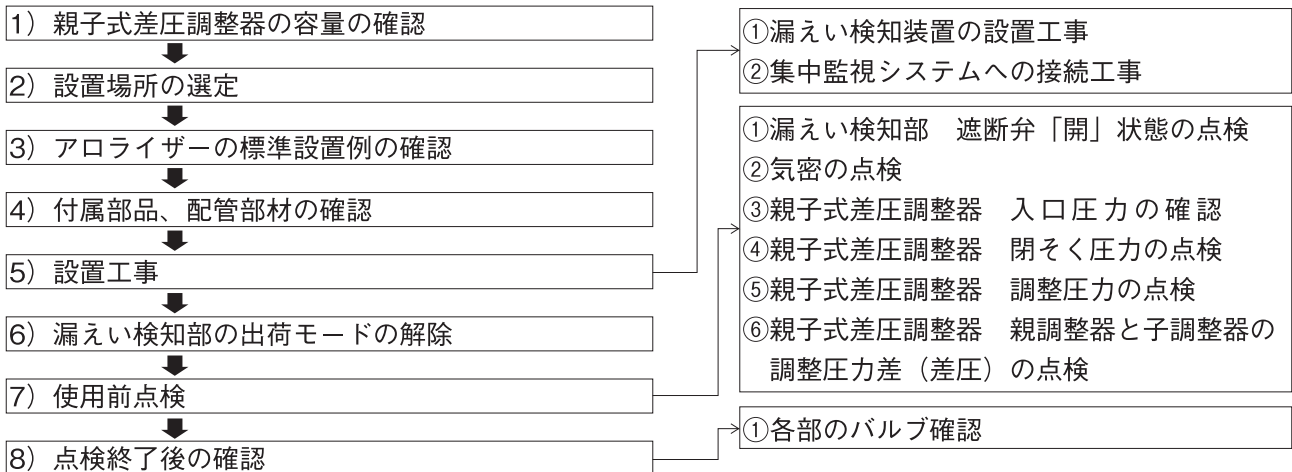 1）親子式差圧調整器の容量の確認
2）設置場所の選定
3）アロライザーの標準設置例の確認
4）付属部品、配管部材の確認
5）設置工事
6）漏えい検知部の出荷モードの解除
7）使用前点検
8）点検終了後の確認
①漏えい検知装置の設置工事
②集中監視システムへの接続工事
①漏えい検知部　遮断弁「開」状態の点検
②気密の点検
③親子式差圧調整器　入口圧力の確認
④親子式差圧調整器　閉そく圧力の点検
⑤親子式差圧調整器　調整圧力の点検
⑥親子式差圧調整器　親調整器と子調整器の
調整圧力差（差圧）の点検
①各部のバルブ確認